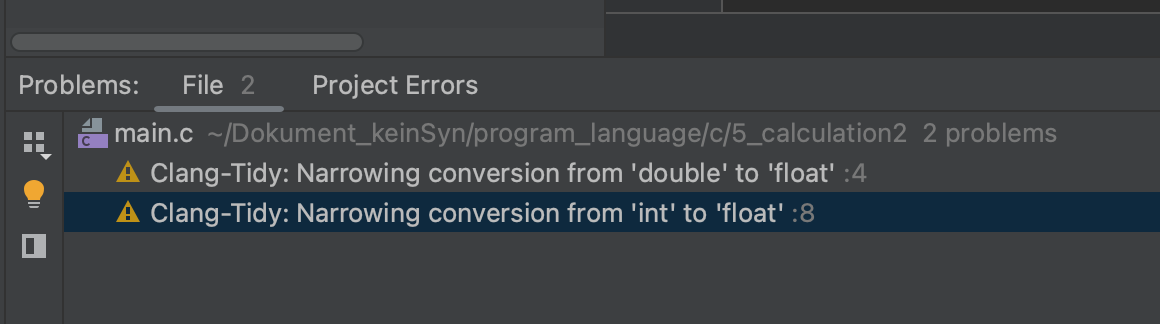 Problems: File 2 Project Errors
main.c ~/Dokument_keinSyn/program_language/c/5_calculation2 2 problems
Clang-Tidy: Narrowing conversion from 'double' to 'float' :4
Clang-Tidy: Narrowing conversion from 'int' to 'float' :8